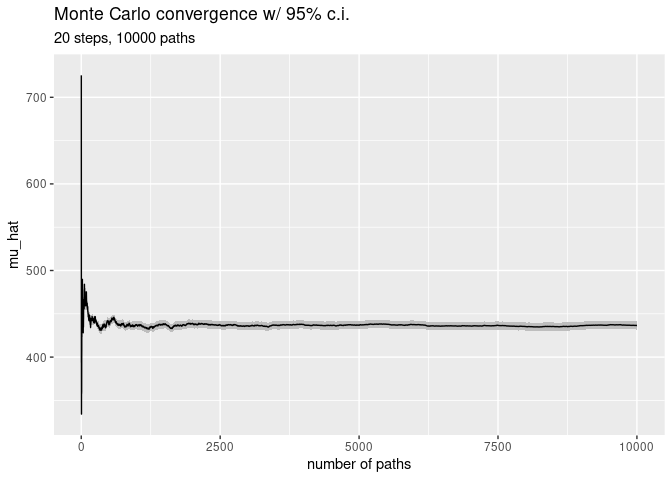 Monte Carlo convergence w/ 95% c.i.
20 steps, 10000 paths
700
600
500
400
mu_hat
0 2500 5000 7500 10000
number of paths